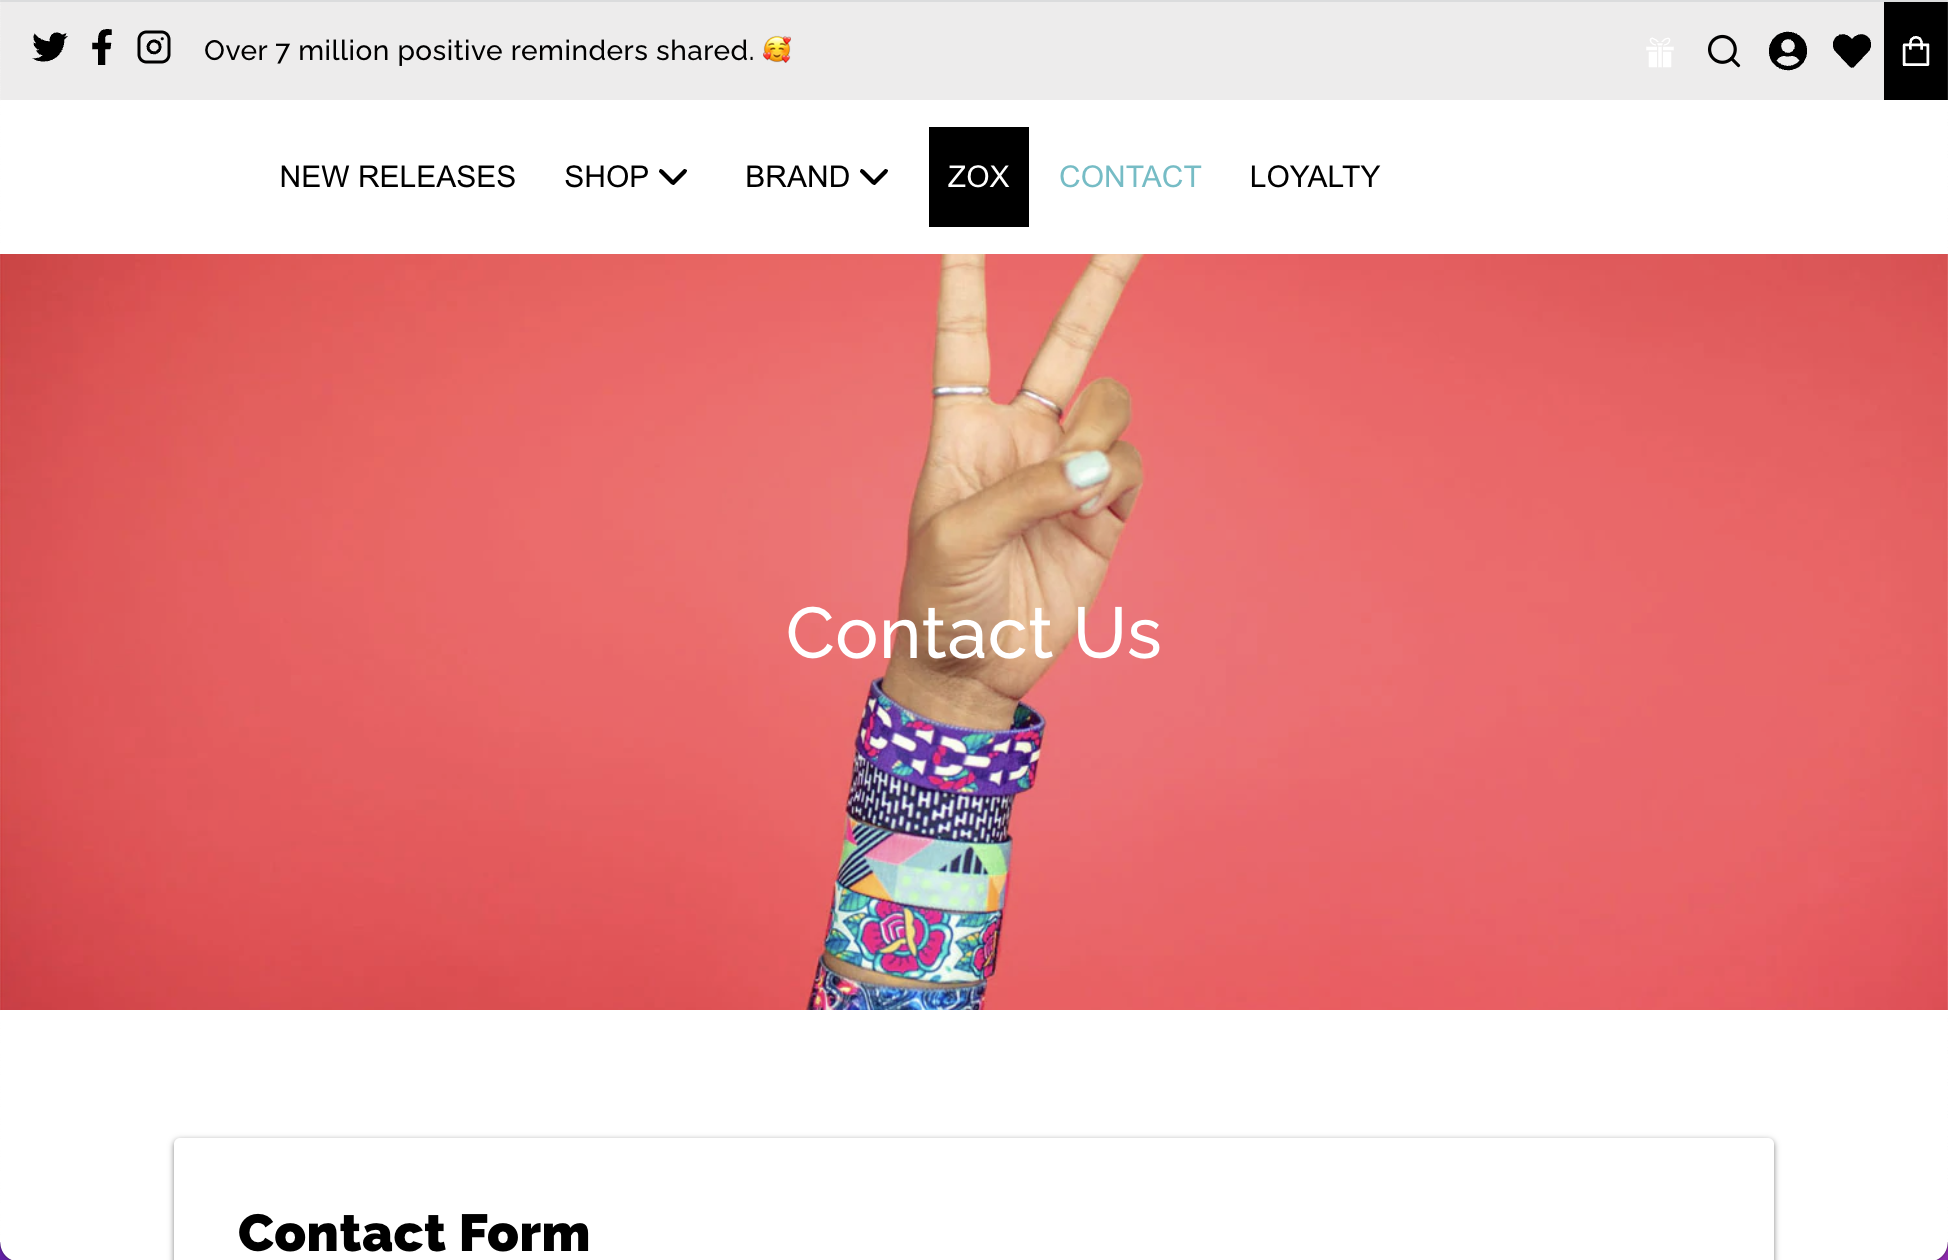 Over 7 million positive reminders shared. 🥰
NEW RELEASES SHOP BRAND ZOX CONTACT LOYALTY
Contact Us
Contact Form